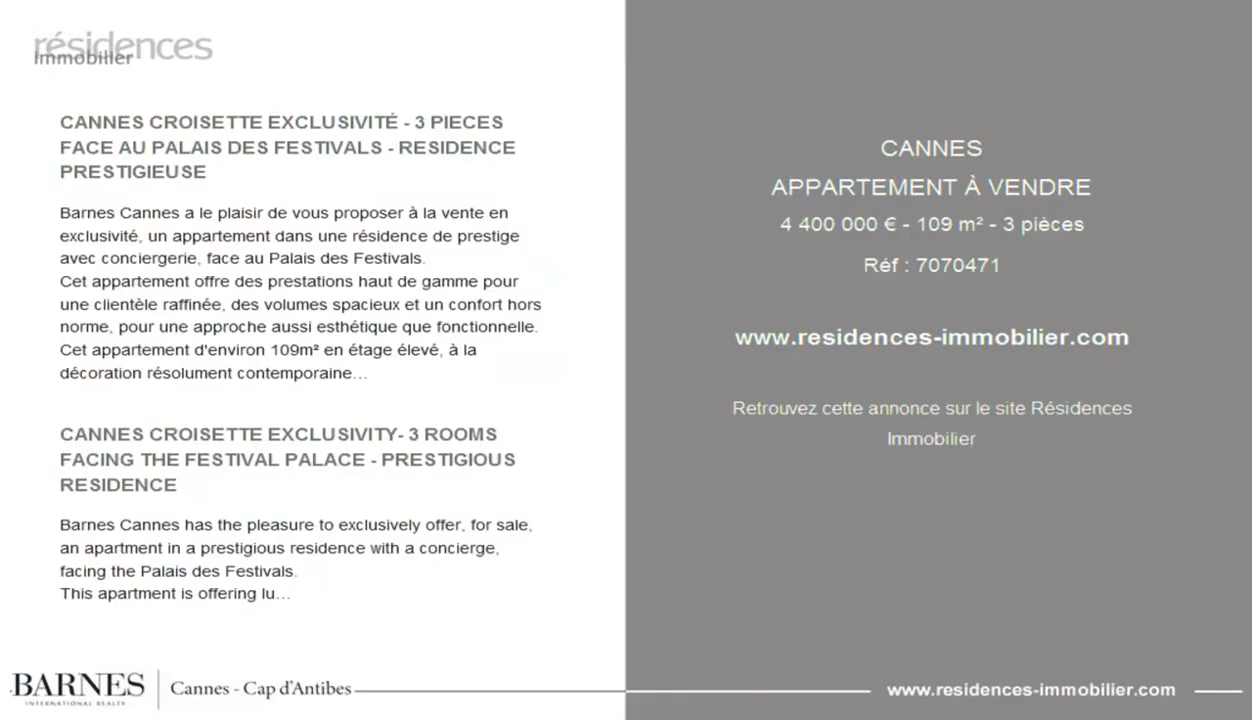 résidences
Immobilier
CANNES CROISETTE EXCLUSIVITÉ - 3 PIECES
FACE AU PALAIS DES FESTIVALS - RESIDENCE
PRESTIGIEUSE
Barnes Cannes a le plaisir de vous proposer à la vente en
exclusivité, un appartement dans une résidence de prestige
avec conciergerie, face au Palais des Festivals.
Cet appartement offre des prestations haut de gamme pour
une clientèle raffinée, des volumes spacieux et un confort hors
norme, pour une approche aussi esthétique que fonctionnelle.
Cet appartement d'environ 109m² en étage élevé, à la
décoration résolument contemporaine...
CANNES CROISETTE EXCLUSIVITY- 3 ROOMS
FACING THE FESTIVAL PALACE - PRESTIGIOUS
RESIDENCE
Barnes Cannes has the pleasure to exclusively offer, for sale,
an apartment in a prestigious residence with a concierge,
facing the Palais des Festivals.
This apartment is offering lu...
BARNES
INTERNATIONAL REALTY
Cannes - Cap d'Antibes
CANNES
APPARTEMENT À VENDRE
4 400 000 € - 109 m² - 3 pièces
Réf : 7070471
www.residences-immobilier.com
Retrouvez cette annonce sur le site Résidences
Immobilier
www.residences-immobilier.com